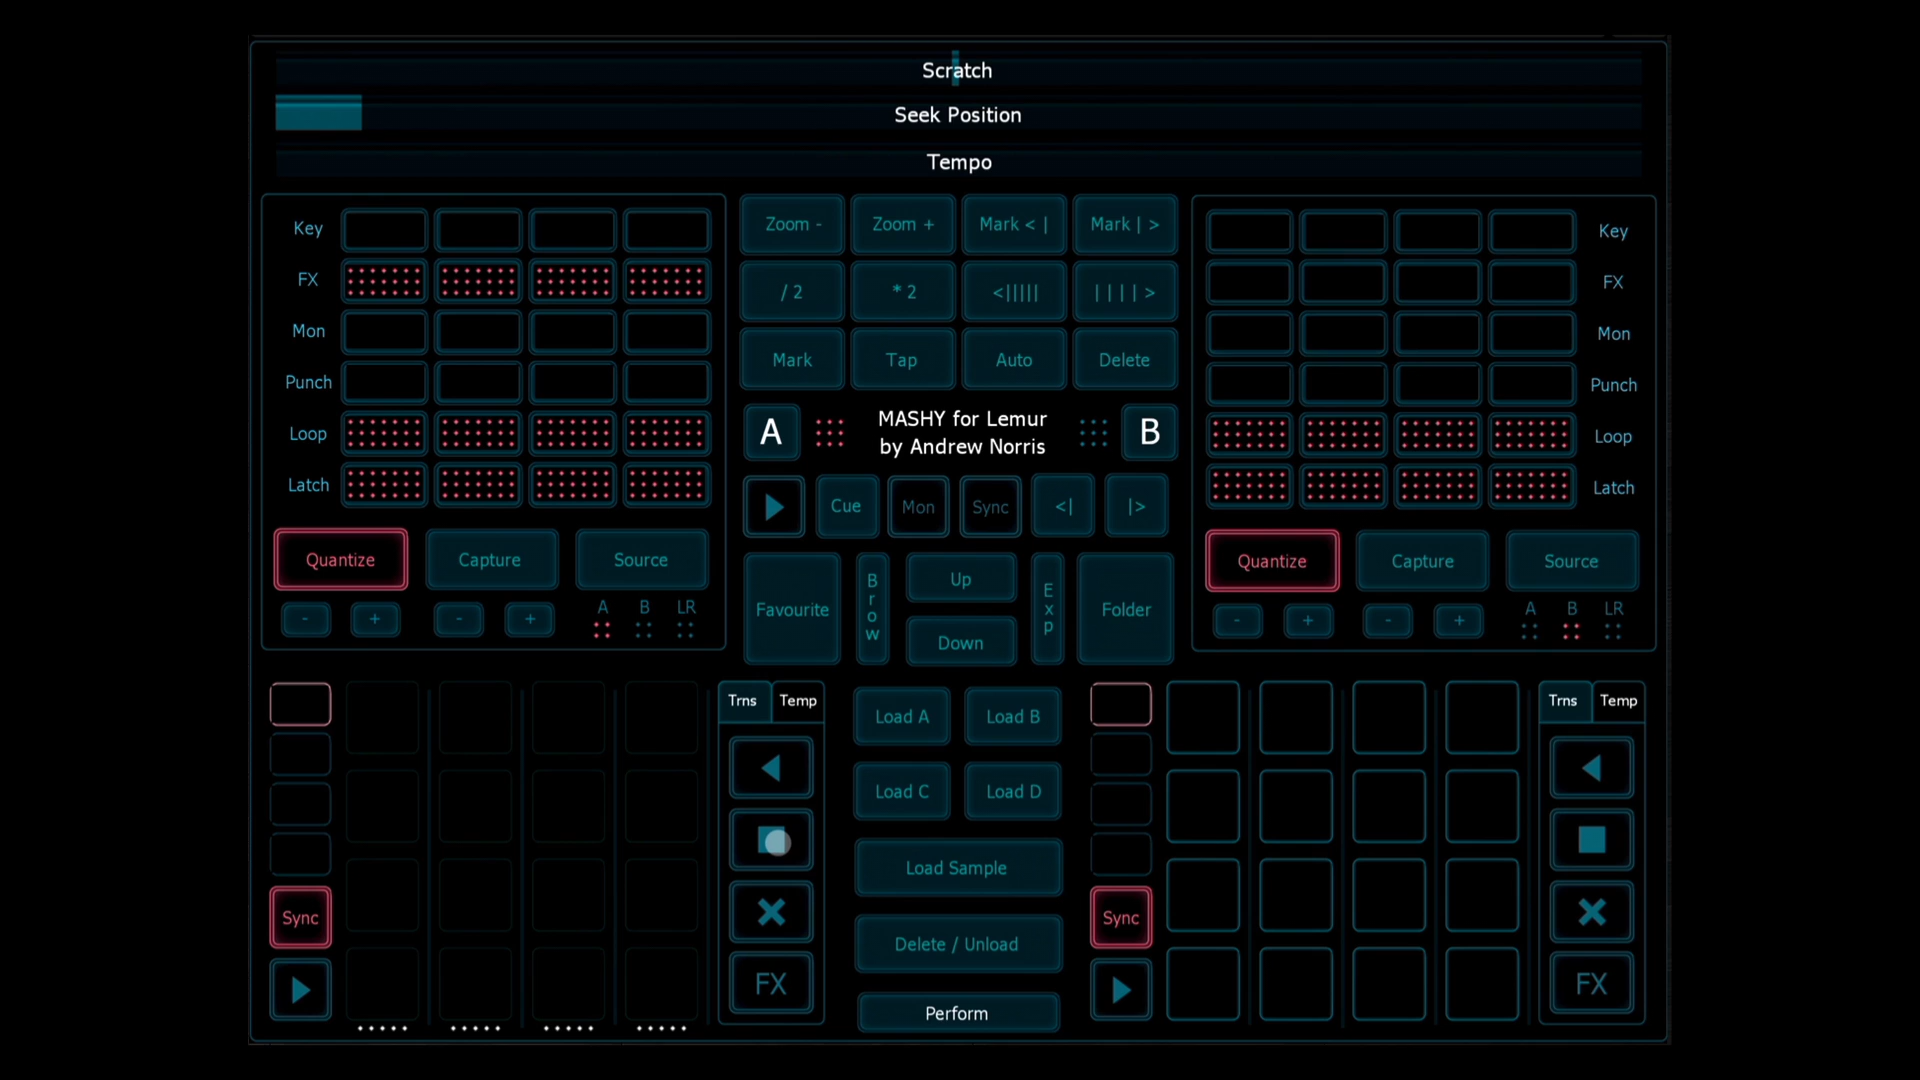 Scratch
Seek Position
Tempo
Key
FX
Mon
Punch
Loop
Latch
Quantize Capture Source
- + - + A B LR
Zoom - Zoom + Mark < | Mark | >
/ 2 * 2 <||||| | | | | >
Mark Tap Auto Delete
A MASHY for Lemur B
by Andrew Norris
Cue Mon Sync <| |>
Favourite Brow Up Exp Folder
Down
Key
FX
Mon
Punch
Loop
Latch
Quantize Capture Source
- + - + A B LR
Sync
Trns Temp
FX
Load A Load B
Load C Load D
Load Sample
Delete / Unload
Perform
Sync
Trns Temp
FX